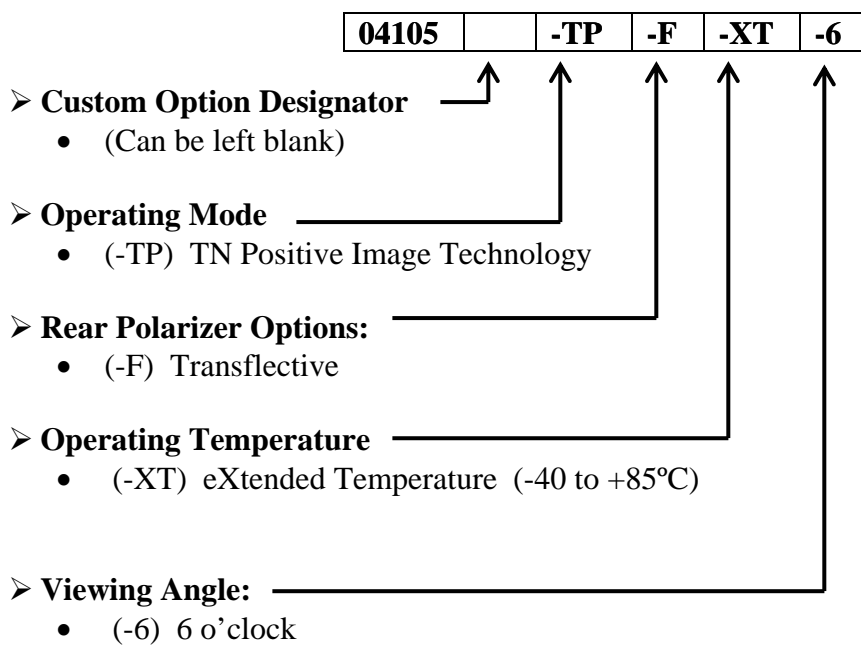 04105 -TP -F -XT -6
➢ Custom Option Designator
• (Can be left blank)
➢ Operating Mode
• (-TP) TN Positive Image Technology
➢ Rear Polarizer Options:
• (-F) Transflective
➢ Operating Temperature
• (-XT) eXtended Temperature (-40 to +85ºC)
➢ Viewing Angle:
• (-6) 6 o’clock